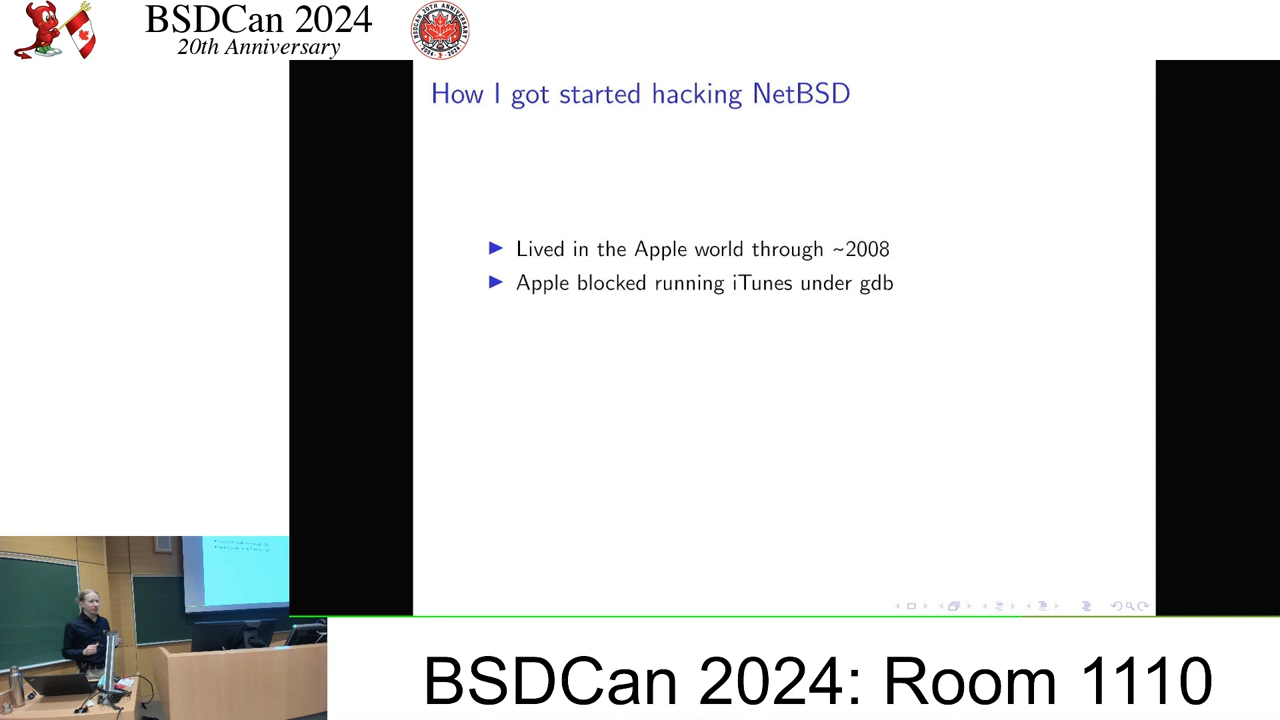 BSDCan 2024
20th Anniversary
How I got started hacking NetBSD
Lived in the Apple world through ~2008
Apple blocked running iTunes under gdb
BSDCan 2024: Room 1110